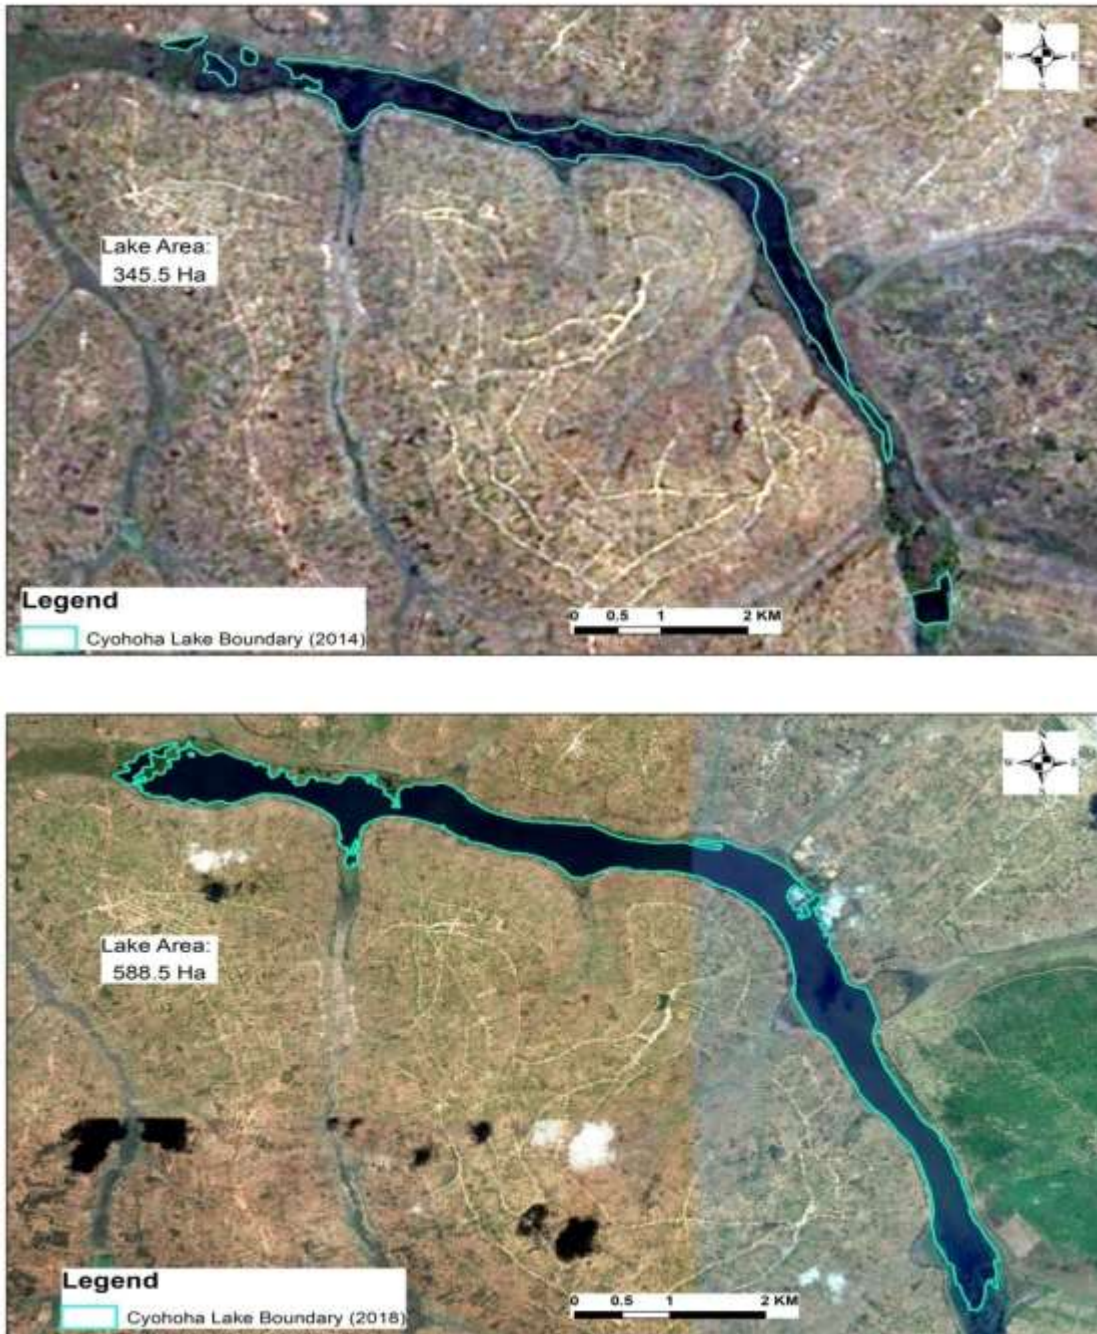 N
W E
S
Lake Area:
345.5 Ha
Legend
Cyohoha Lake Boundary (2014)
0 0.5 1 2 KM
N
W E
S
Lake Area:
588.5 Ha
Legend
Cyohoha Lake Boundary (2018)
0 0.5 1 2 KM